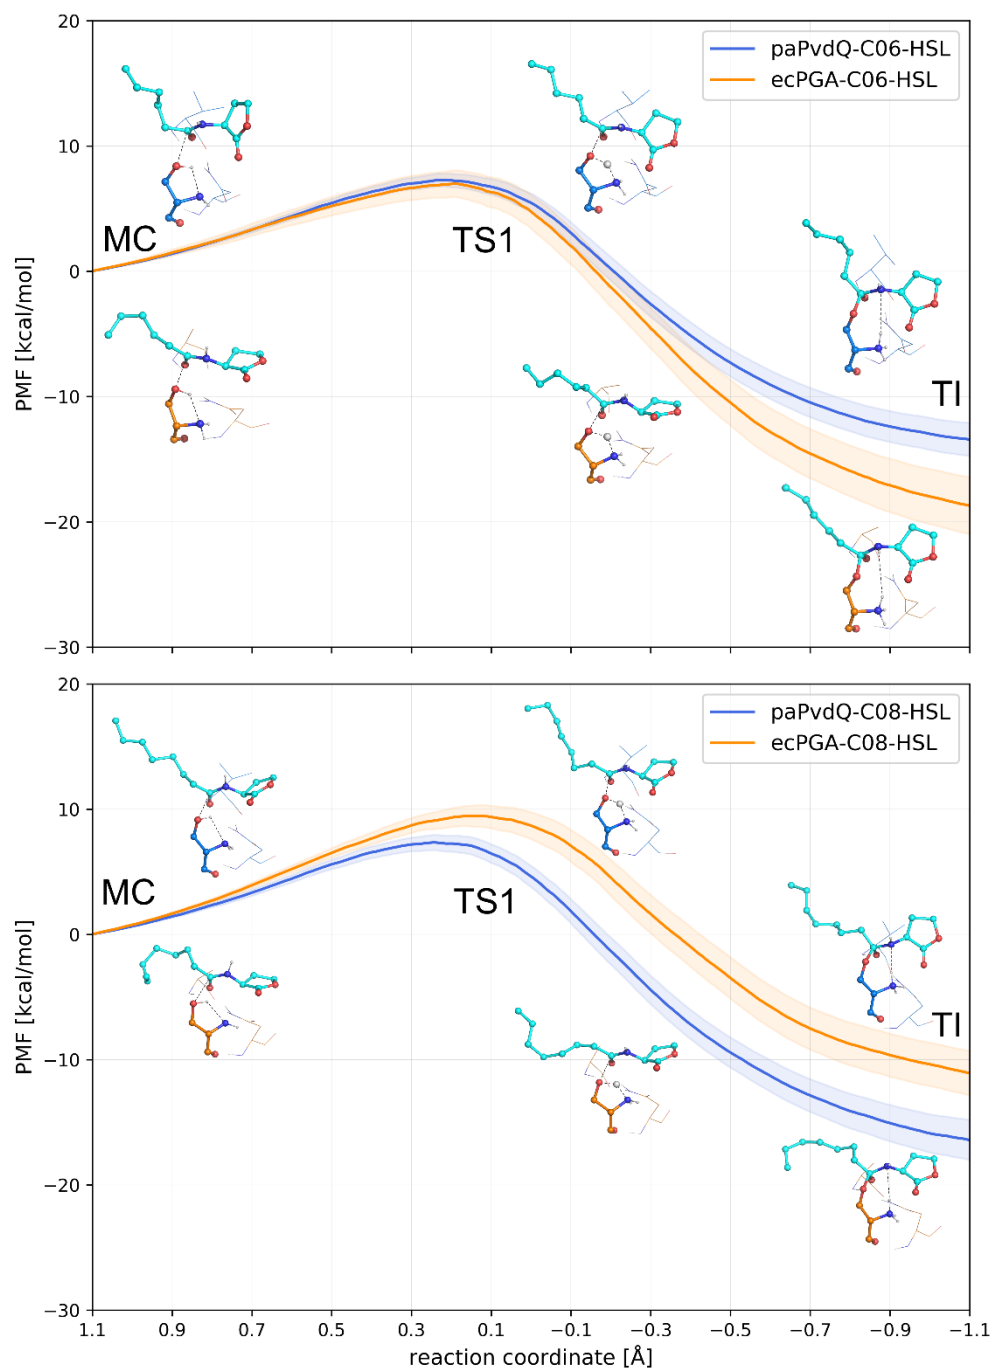 20
10
0
−10
−20
−30
PMF [kcal/mol]
paPvdQ-C06-HSL
ecPGA-C06-HSL
MC
TS1
TI
20
10
0
−10
−20
−30
PMF [kcal/mol]
paPvdQ-C08-HSL
ecPGA-C08-HSL
MC
TS1
TI
1.1 0.9 0.7 0.5 0.3 0.1 −0.1 −0.3 −0.5 −0.7 −0.9 −1.1
reaction coordinate [Å]